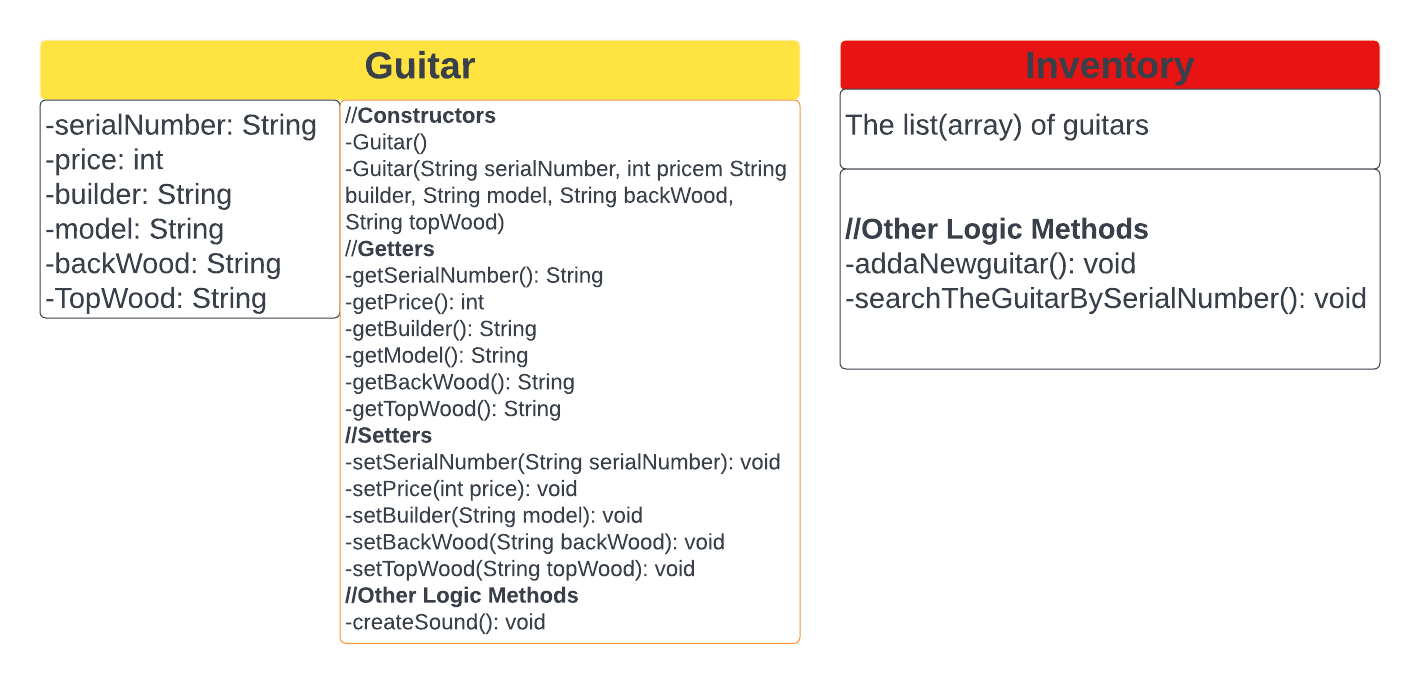 Guitar
-serialNumber: String
-price: int
-builder: String
-model: String
-backWood: String
-TopWood: String
//Constructors
-Guitar()
-Guitar(String serialNumber, int pricem String
builder, String model, String backWood,
String topWood)
//Getters
-getSerialNumber(): String
-getPrice(): int
-getBuilder(): String
-getModel(): String
-getBackWood(): String
-getTopWood(): String
//Setters
-setSerialNumber(String serialNumber): void
-setPrice(int price): void
-setBuilder(String model): void
-setBackWood(String backWood): void
-setTopWood(String topWood): void
//Other Logic Methods
-createSound(): void
Inventory
The list(array) of guitars
//Other Logic Methods
-addaNewguitar(): void
-searchTheGuitarBySerialNumber(): void